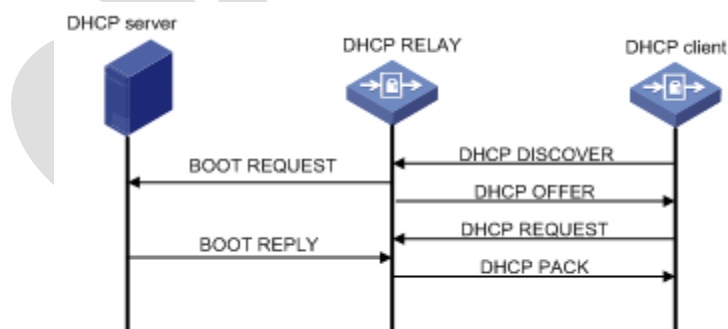 DHCP server
DHCP RELAY
DHCP client
DHCP DISCOVER
BOOT REQUEST
DHCP OFFER
DHCP REQUEST
BOOT REPLY
DHCP PACK